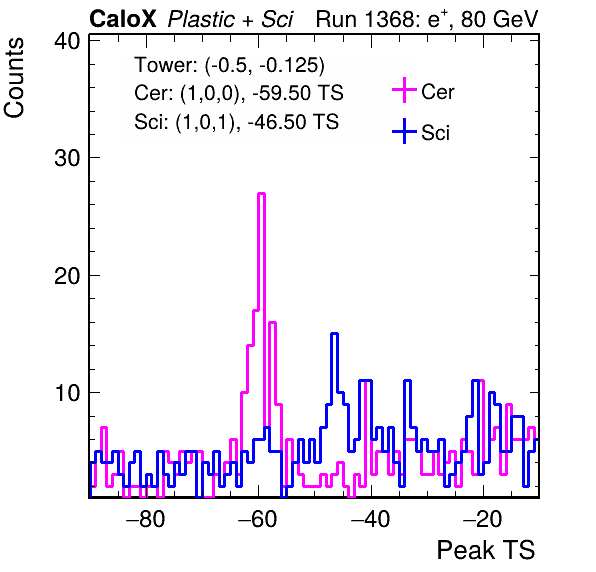 CaloX Plastic + Sci Run 1368: e⁺, 80 GeV
Counts
Tower: (-0.5, -0.125)
Cer: (1,0,0), -59.50 TS
Sci: (1,0,1), -46.50 TS
Cer
Sci
40
30
20
10
−80 −60 −40 −20
Peak TS